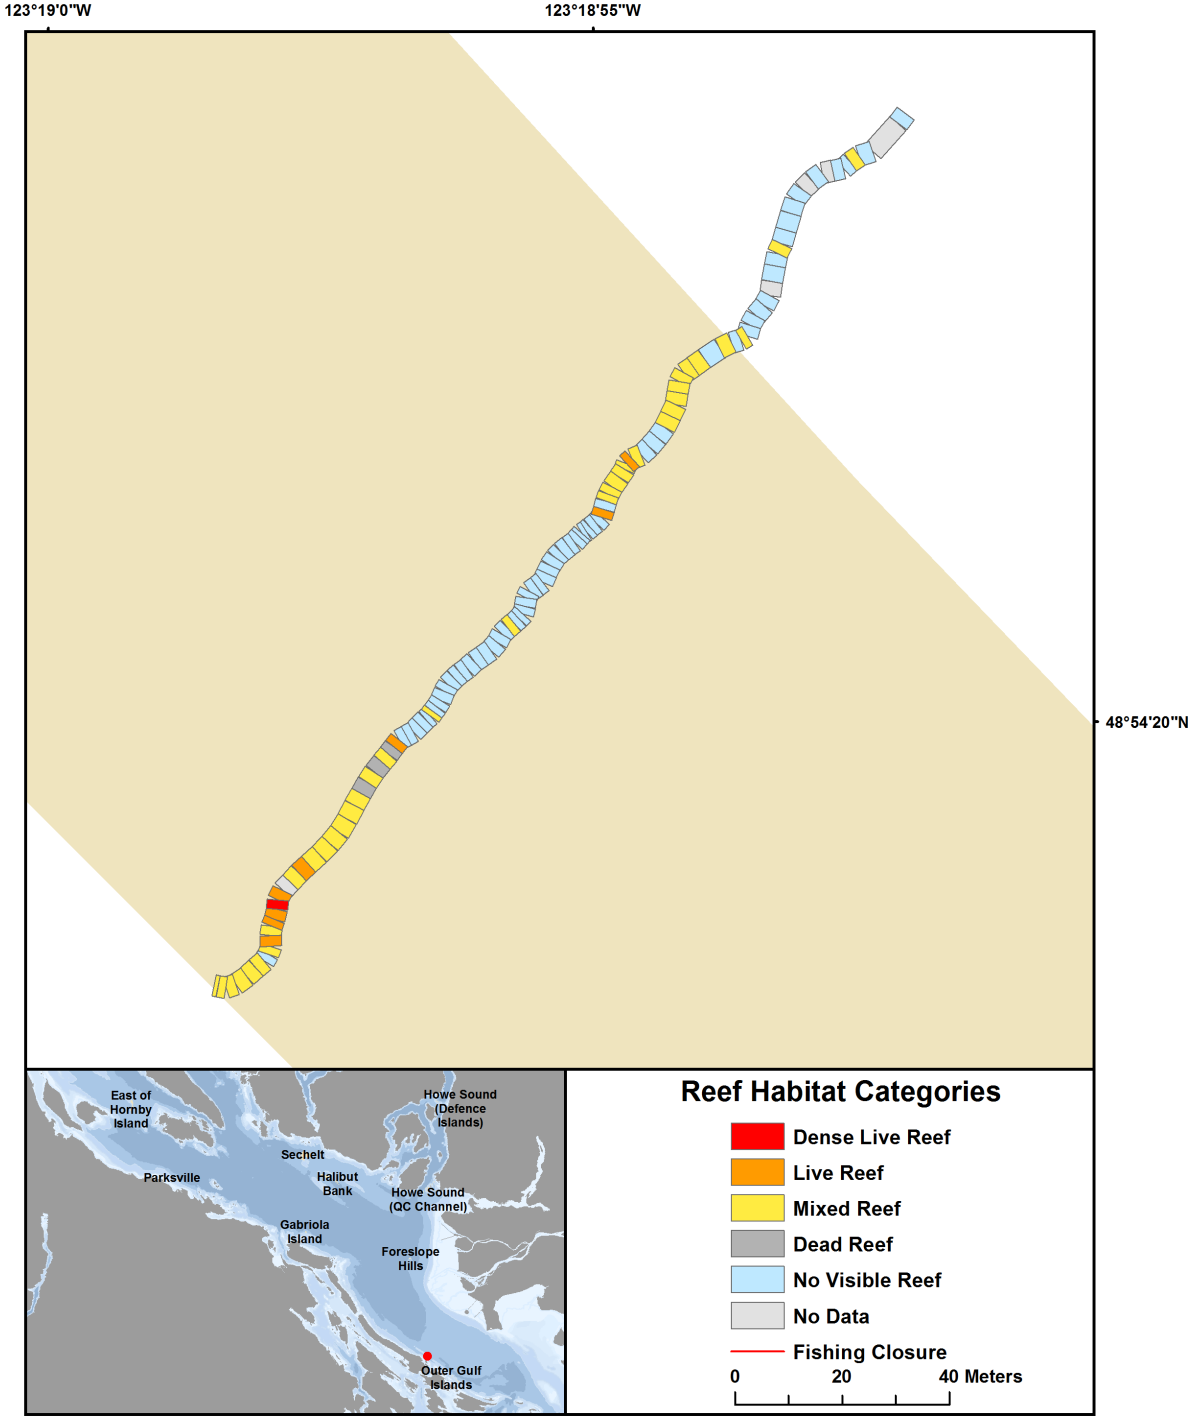 123°19'0"W
123°18'55"W
48°54'20"N
East of
Hornby
Island
Howe Sound
(Defence
Islands)
Sechelt
Parksville
Halibut
Bank
Howe Sound
(QC Channel)
Gabriola
Island
Foreslope
Hills
Outer Gulf
Islands
Reef Habitat Categories
Dense Live Reef
Live Reef
Mixed Reef
Dead Reef
No Visible Reef
No Data
Fishing Closure
0 20 40 Meters